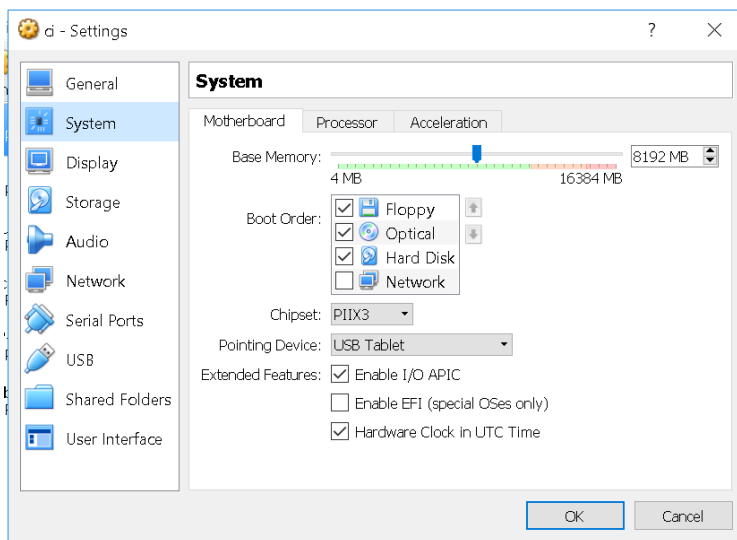 ci - Settings
?
General
System
Display
Storage
Audio
Network
Serial Ports
USB
Shared Folders
User Interface
System
Motherboard Processor Acceleration
Base Memory: 8192 MB
4 MB 16384 MB
Boot Order:
Floppy
Optical
Hard Disk
Network
Chipset: PIIX3
Pointing Device: USB Tablet
Extended Features: Enable I/O APIC
Enable EFI (special OSes only)
Hardware Clock in UTC Time
OK Cancel